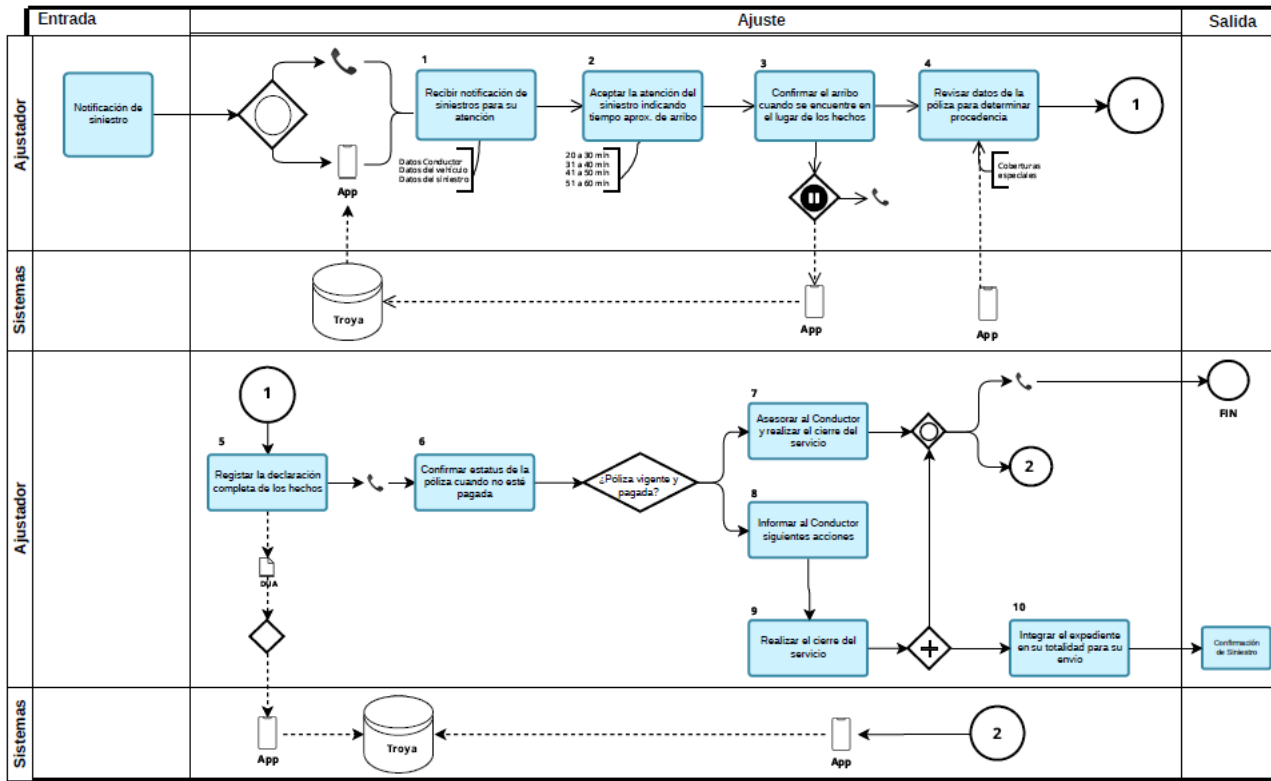 Entrada
Ajuste
Salida
Ajustador
Notificación de
siniestro
App
1
Recibir notificación de
siniestros para su
atención
Datos Conductor
Datos del vehículo
Datos del siniestro
2
Aceptar la atención del
siniestro indicando
tiempo aprox. de arribo
20 a 30 min
31 a 40 min
41 a 50 min
51 a 60 min
3
Confirmar el arribo
cuando se encuentre en
el lugar de los hechos
4
Revisar datos de la
póliza para determinar
procedencia
Coberturas
especiales
1
Sistemas
Troya
App
App
Ajustador
1
5
Registar la declaración
completa de los hechos
DUA
6
Confirmar estatus de la
póliza cuando no esté
pagada
¿Póliza vigente y
pagada?
7
Asesorar al Conductor
y realizar el cierre del
servicio
8
Informar al Conductor
siguientes acciones
9
Realizar el cierre del
servicio
2
10
Integrar el expediente
en su totalidad para su
envio
FIN
Confirmación
de Siniestro
Sistemas
App
Troya
App
2